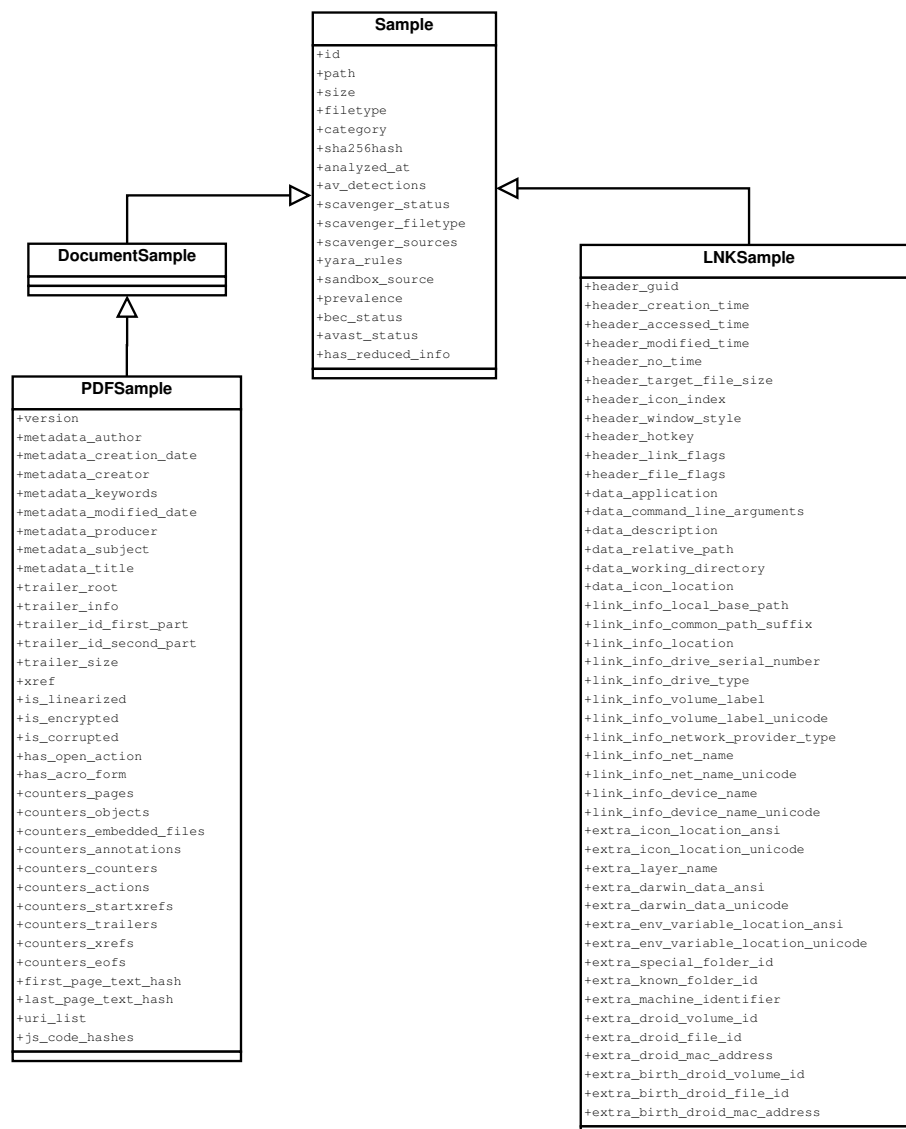 Sample
+id
+path
+size
+filetype
+category
+sha256hash
+analyzed_at
+av_detections
+scavenger_status
+scavenger_filetype
+scavenger_sources
+yara_rules
+sandbox_source
+prevalence
+bec_status
+avast_status
+has_reduced_info
DocumentSample
PDFSample
+version
+metadata_author
+metadata_creation_date
+metadata_creator
+metadata_keywords
+metadata_modified_date
+metadata_producer
+metadata_subject
+metadata_title
+trailer_root
+trailer_info
+trailer_id_first_part
+trailer_id_second_part
+trailer_size
+xref
+is_linearized
+is_encrypted
+is_corrupted
+has_open_action
+has_acro_form
+counters_pages
+counters_objects
+counters_embedded_files
+counters_annotations
+counters_counters
+counters_actions
+counters_startxrefs
+counters_trailers
+counters_xrefs
+counters_eofs
+first_page_text_hash
+last_page_text_hash
+uri_list
+js_code_hashes
LNKSample
+header_guid
+header_creation_time
+header_accessed_time
+header_modified_time
+header_no_time
+header_target_file_size
+header_icon_index
+header_window_style
+header_hotkey
+header_link_flags
+header_file_flags
+data_application
+data_command_line_arguments
+data_description
+data_relative_path
+data_working_directory
+data_icon_location
+link_info_local_base_path
+link_info_common_path_suffix
+link_info_location
+link_info_drive_serial_number
+link_info_drive_type
+link_info_volume_label
+link_info_volume_label_unicode
+link_info_network_provider_type
+link_info_net_name
+link_info_net_name_unicode
+link_info_device_name
+link_info_device_name_unicode
+extra_icon_location_ansi
+extra_icon_location_unicode
+extra_layer_name
+extra_darwin_data_ansi
+extra_darwin_data_unicode
+extra_env_variable_location_ansi
+extra_env_variable_location_unicode
+extra_special_folder_id
+extra_known_folder_id
+extra_machine_identifier
+extra_droid_volume_id
+extra_droid_file_id
+extra_droid_mac_address
+extra_birth_droid_volume_id
+extra_birth_droid_file_id
+extra_birth_droid_mac_address